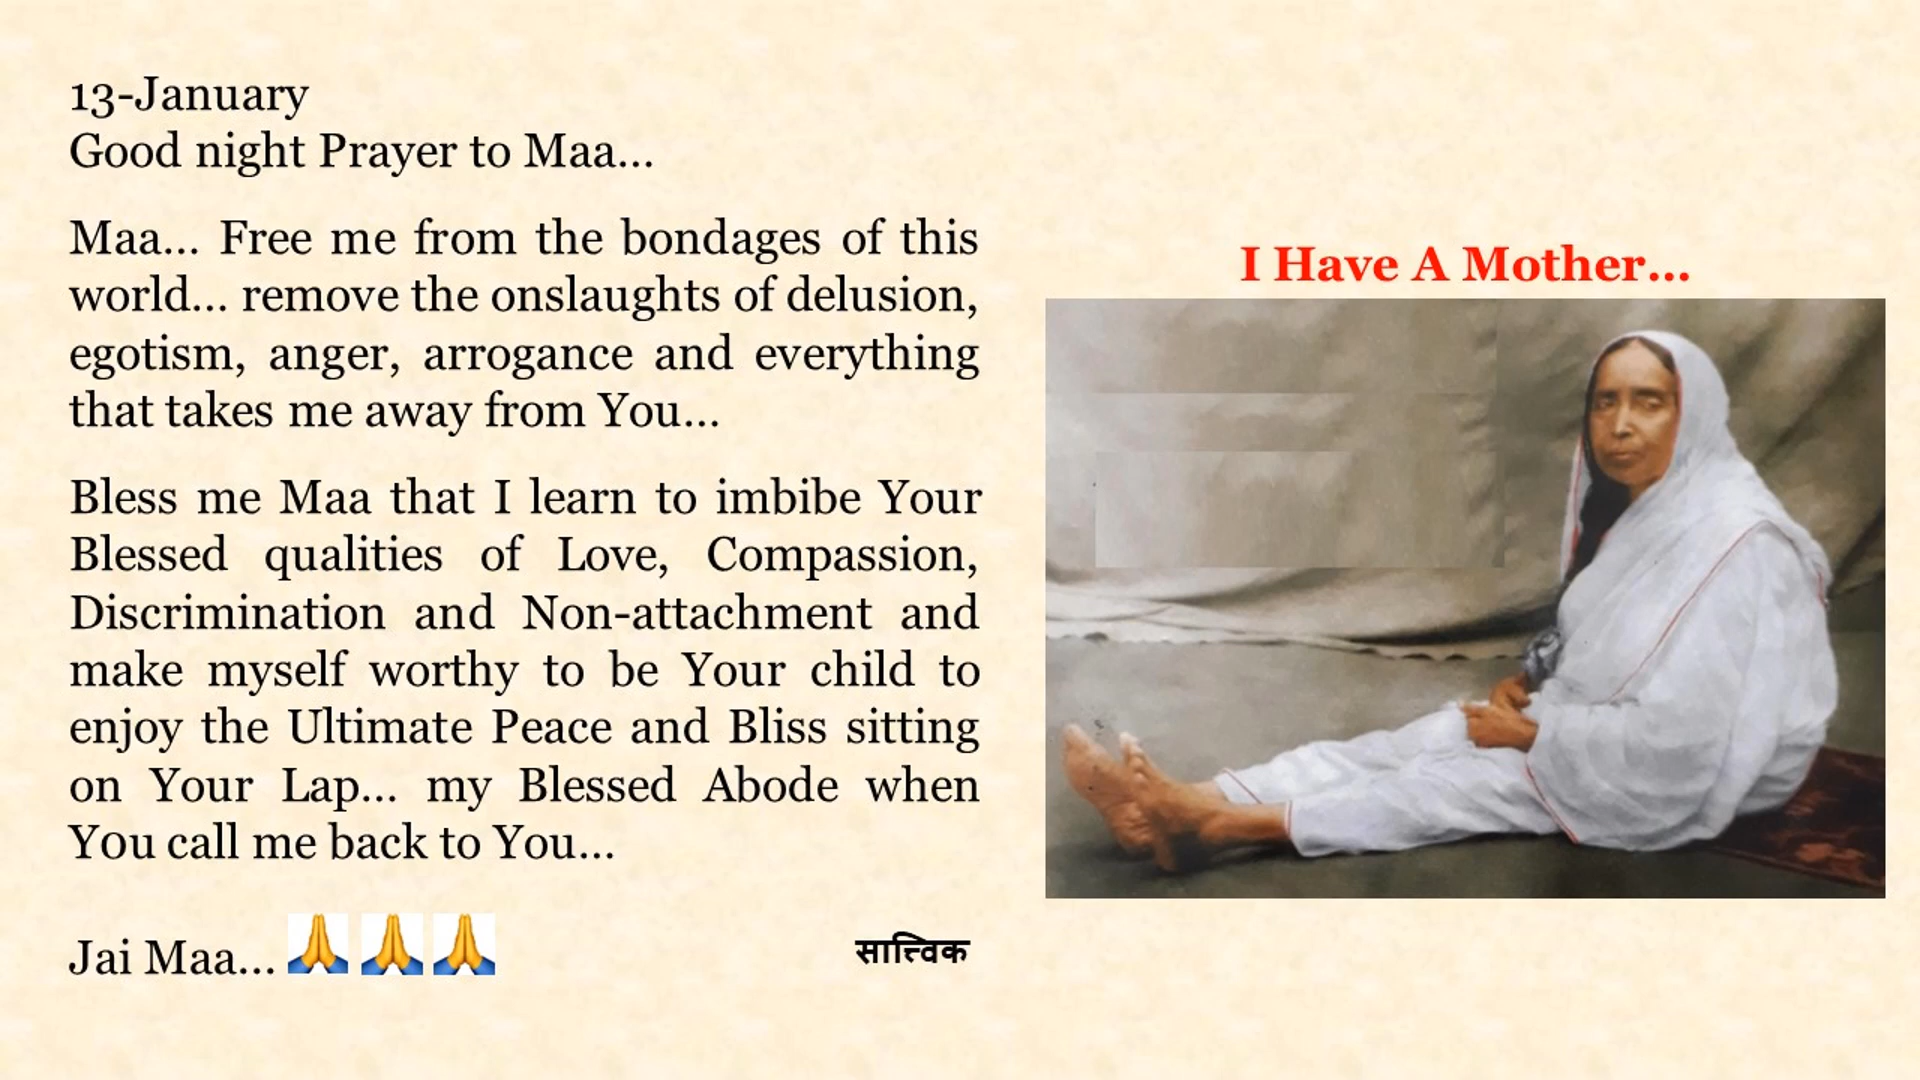 13-January
Good night Prayer to Maa...
Maa... Free me from the bondages of this
world... remove the onslaughts of delusion,
egotism, anger, arrogance and everything
that takes me away from You...
Bless me Maa that I learn to imbibe Your
Blessed qualities of Love, Compassion,
Discrimination and Non-attachment and
make myself worthy to be Your child to
enjoy the Ultimate Peace and Bliss sitting
on Your Lap... my Blessed Abode when
You call me back to You...
Jai Maa... 🙏 🙏 🙏
सात्त्विक
I Have A Mother...